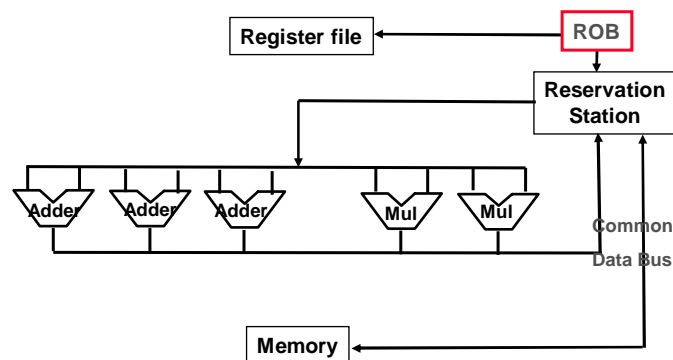 ROB
Register file
Reservation
Station
Adder
Adder
Adder
Mul
Mul
Common
Data Bus
Memory